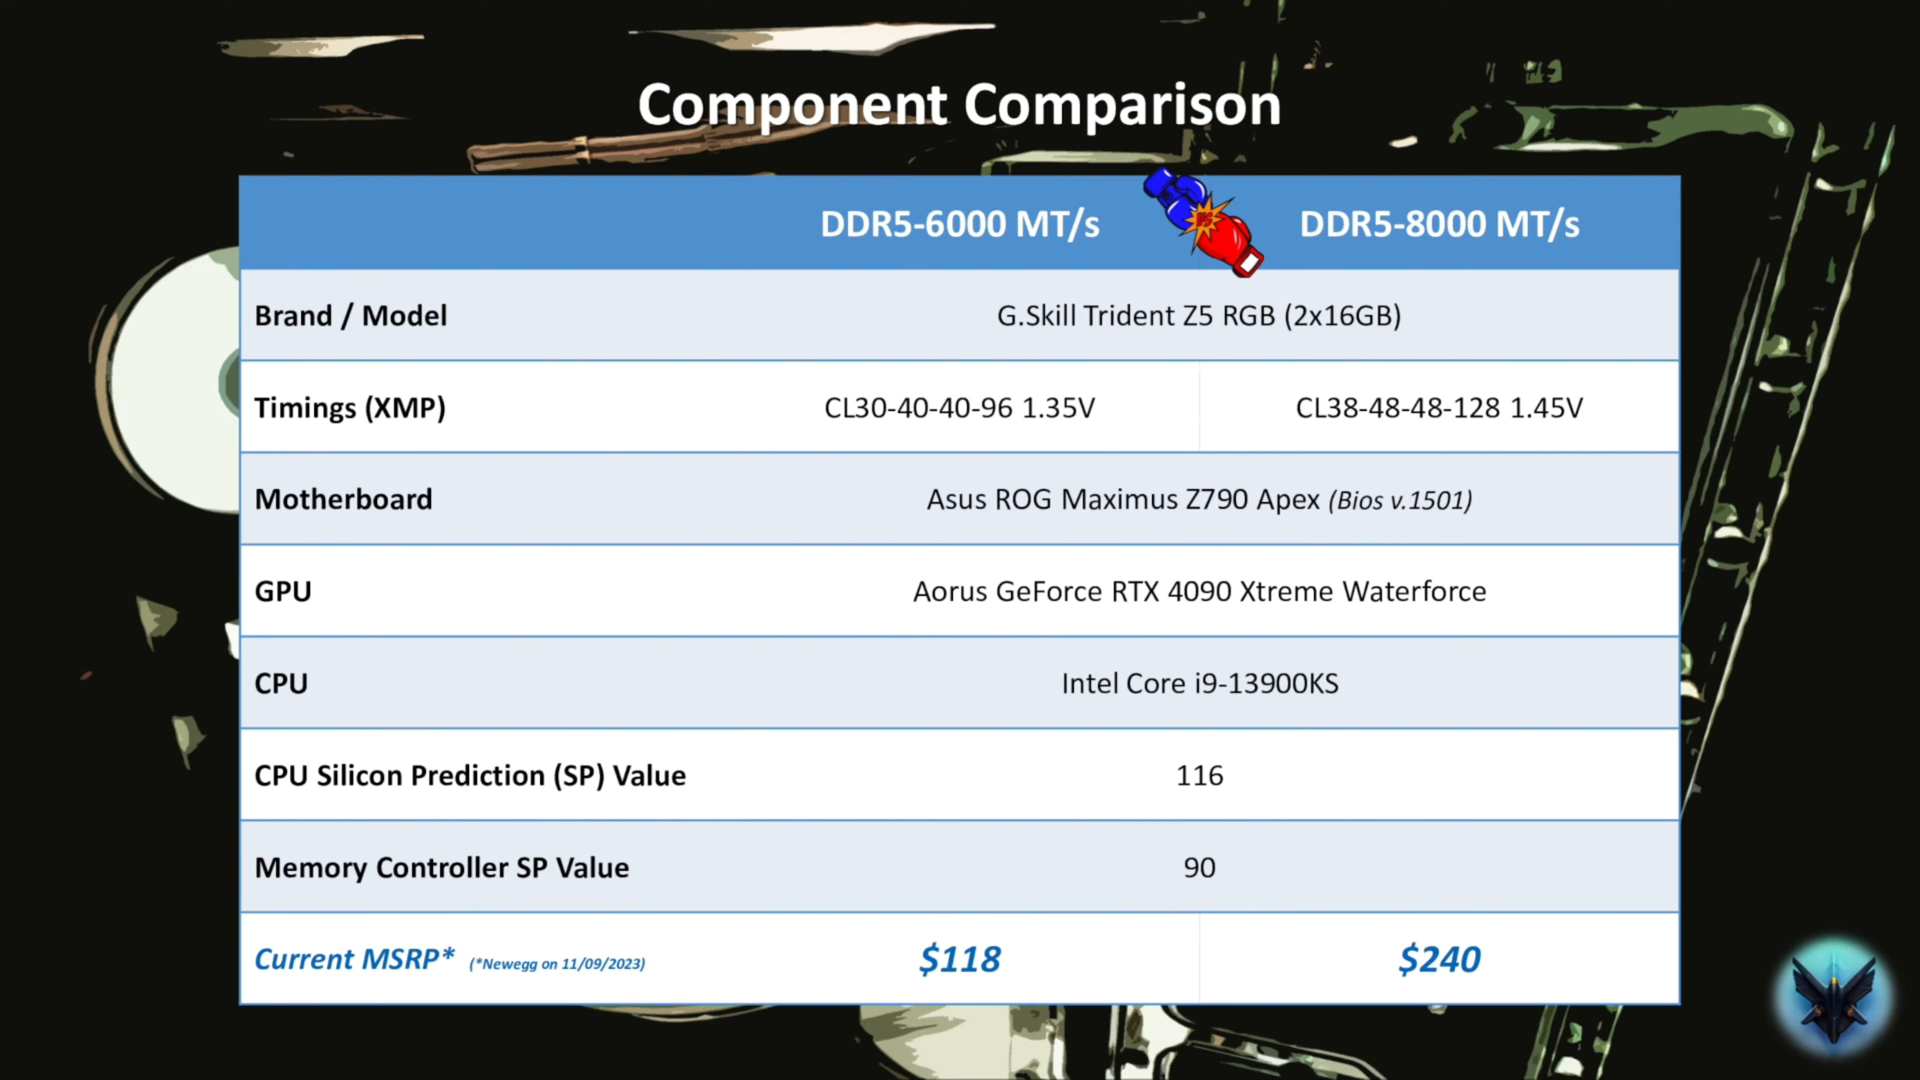 Component Comparison
DDR5-6000 MT/s DDR5-8000 MT/s
Brand / Model G.Skill Trident Z5 RGB (2x16GB)
Timings (XMP) CL30-40-40-96 1.35V CL38-48-48-128 1.45V
Motherboard Asus ROG Maximus Z790 Apex (Bios v.1501)
GPU Aorus GeForce RTX 4090 Xtreme Waterforce
CPU Intel Core i9-13900KS
CPU Silicon Prediction (SP) Value 116
Memory Controller SP Value 90
Current MSRP* (*Newegg on 11/09/2023) $118 $240